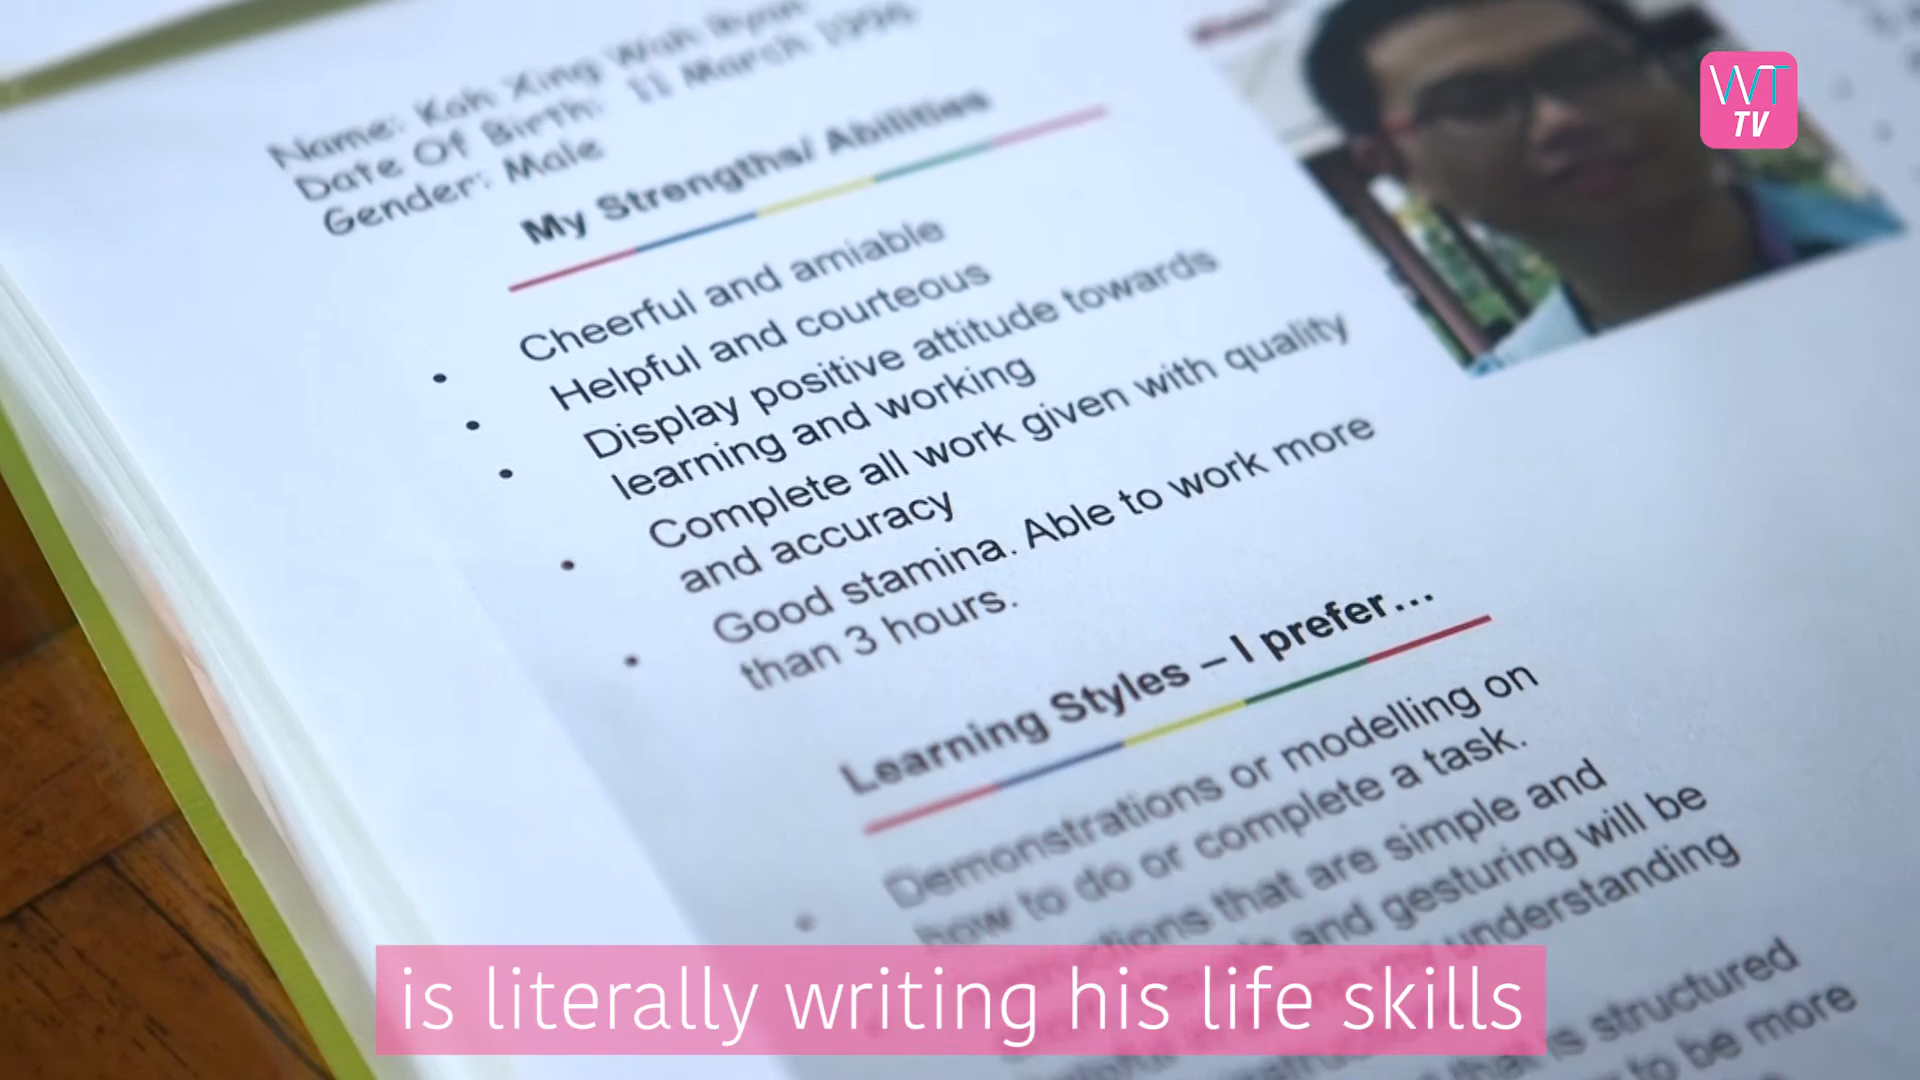 Name: Koh Xing Wah Ryan
Date Of Birth: 11 March 1996
Gender: Male
WT
TV
My Strengths/ Abilities
• Cheerful and amiable
• Helpful and courteous
• Display positive attitude towards
learning and working
• Complete all work given with quality
and accuracy
• Good stamina. Able to work more
than 3 hours.
Learning Styles – I prefer…
• Demonstrations or modelling on
how to do or complete a task.
that are simple and
and gesturing will be
understanding
is structured
to be more
is literally writing his life skills